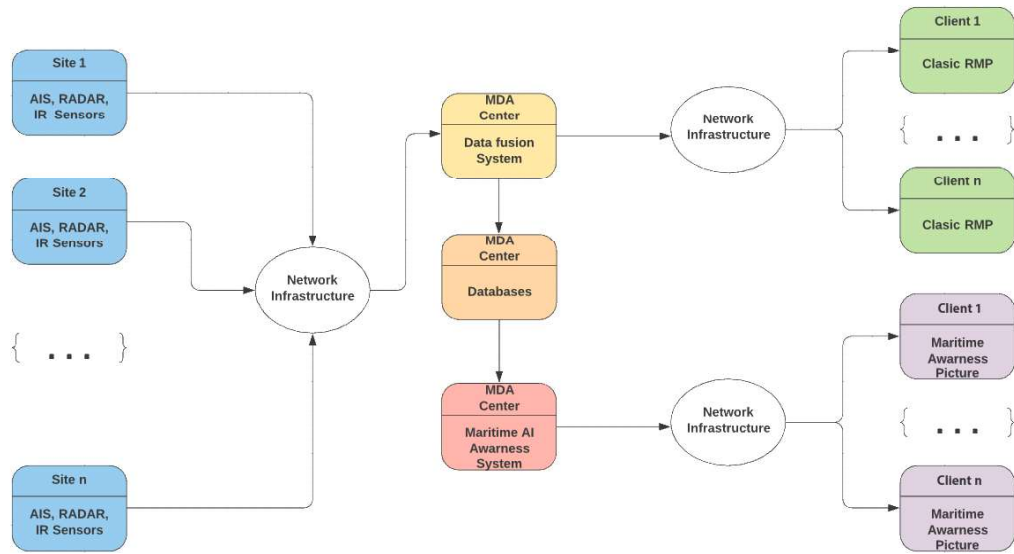 Site 1
AIS, RADAR,
IR Sensors
Site 2
AIS, RADAR,
IR Sensors
{ ... }
Site n
AIS, RADAR,
IR Sensors
Network
Infrastructure
MDA
Center
Data fusion
System
MDA
Center
Databases
MDA
Center
Maritime AI
Awarness
System
Network
Infrastructure
Network
Infrastructure
Client 1
Clasic RMP
{ ... }
Client n
Clasic RMP
Client 1
Maritime
Awarness
Picture
{ ... }
Client n
Maritime
Awarness
Picture